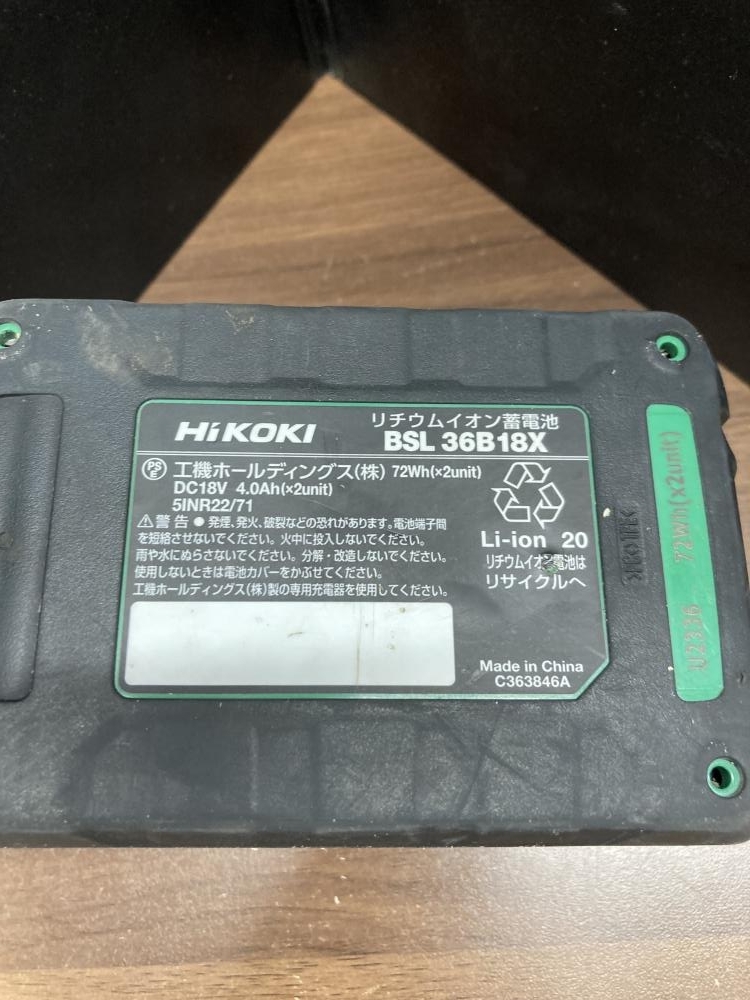 HiKOKI
リチウムイオン蓄電池
BSL 36B18X
PS E
工機ホールディングス(株) 72Wh(×2unit)
DC18V 4.0Ah(×2unit)
5INR22/71
⚠警告 ● 発煙、発火、破裂などの恐れがあります。電池端子間
を短絡させないでください。火中に投入しないでください。
雨や水にぬらさないでください。分解・改造しないでください。
使用しないときは電池カバーをかぶせてください。
工機ホールディングス(株)製の専用充電器を使用してください。
Li-ion 20
リチウムイオン電池は
リサイクルへ
Made in China
C363846A
72Wh(x2unit)